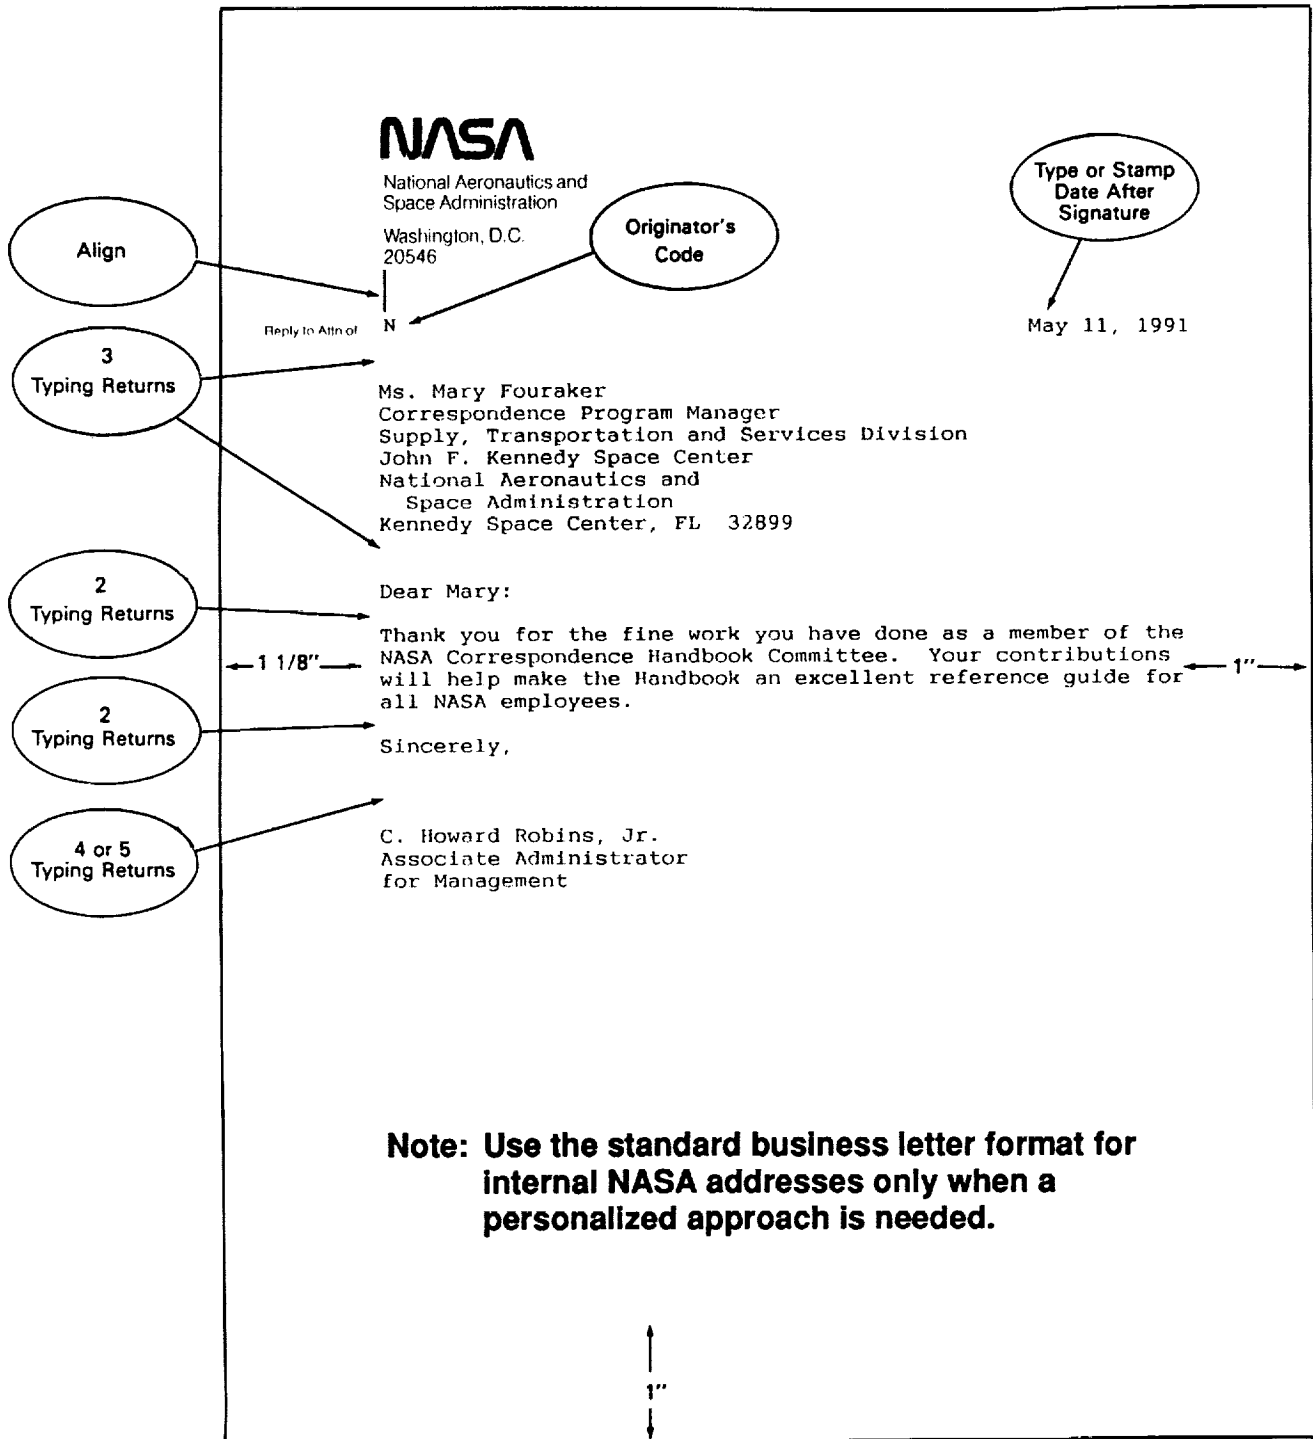 NASA
National Aeronautics and
Space Administration
Washington, D.C.
20546
Originator's
Code
Type or Stamp
Date After
Signature
Align
Reply to Attn of
N
May 11, 1991
3
Typing Returns
Ms. Mary Fouraker
Correspondence Program Manager
Supply, Transportation and Services Division
John F. Kennedy Space Center
National Aeronautics and
Space Administration
Kennedy Space Center, FL 32899
2
Typing Returns
Dear Mary:
Thank you for the fine work you have done as a member of the
NASA Correspondence Handbook Committee. Your contributions
will help make the Handbook an excellent reference guide for
all NASA employees.
1 1/8"
1"
2
Typing Returns
Sincerely,
4 or 5
Typing Returns
C. Howard Robins, Jr.
Associate Administrator
for Management
Note: Use the standard business letter format for
internal NASA addresses only when a
personalized approach is needed.
1"